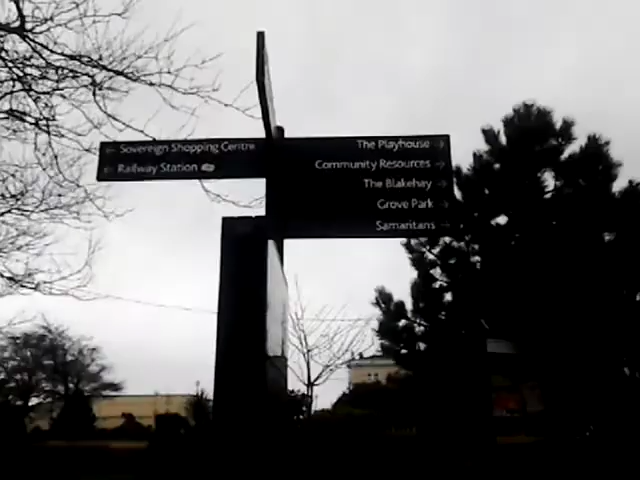 ← Sovereign Shopping Centre
← Railway Station
The Playhouse →
Community Resources →
The Blakehay →
Grove Park →
Samaritans →